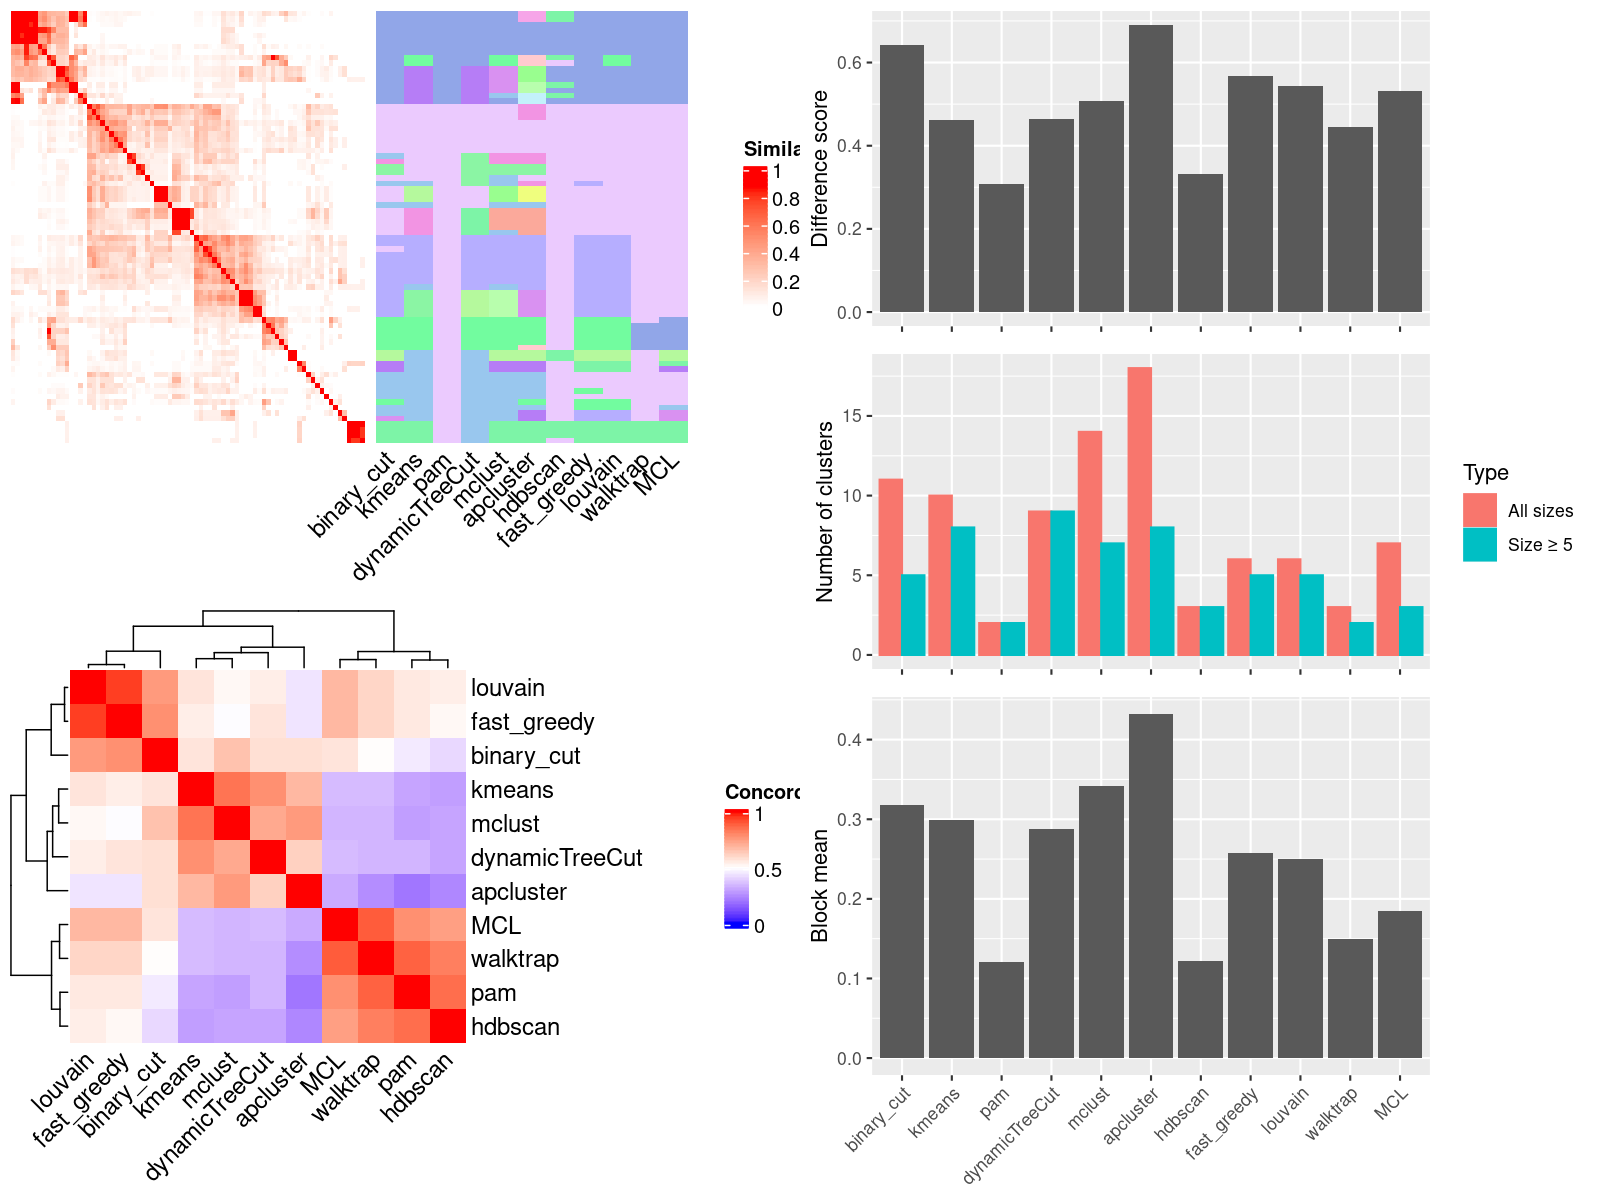 Simila
1
0.8
0.6
0.4
0.2
0
binary_cut
kmeans
pam
dynamicTreeCut
mclust
apcluster
hdbscan
fast_greedy
louvain
walktrap
MCL
louvain
fast_greedy
binary_cut
kmeans
mclust
dynamicTreeCut
apcluster
MCL
walktrap
pam
hdbscan
louvain
fast_greedy
binary_cut
kmeans
mclust
dynamicTreeCut
apcluster
MCL
walktrap
pam
hdbscan
Concord
1
0.5
0
Difference score
0.6
0.4
0.2
0.0
Number of clusters
15
10
5
0
Type
All sizes
Size ≥ 5
Block mean
0.4
0.3
0.2
0.1
0.0
binary_cut
kmeans
pam
dynamicTreeCut
mclust
apcluster
hdbscan
fast_greedy
louvain
walktrap
MCL